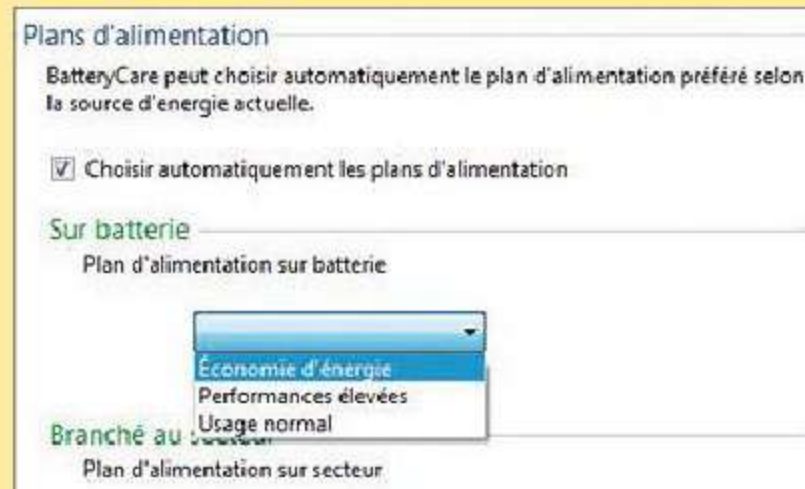 Plans d'alimentation
BatteryCare peut choisir automatiquement le plan d'alimentation préféré selon
la source d'energie actuelle.
Choisir automatiquement les plans d'alimentation
Sur batterie
Plan d'alimentation sur batterie
Économie d'énergie
Performances élevées
Usage normal
Branché au
Plan d'alimentation sur secteur